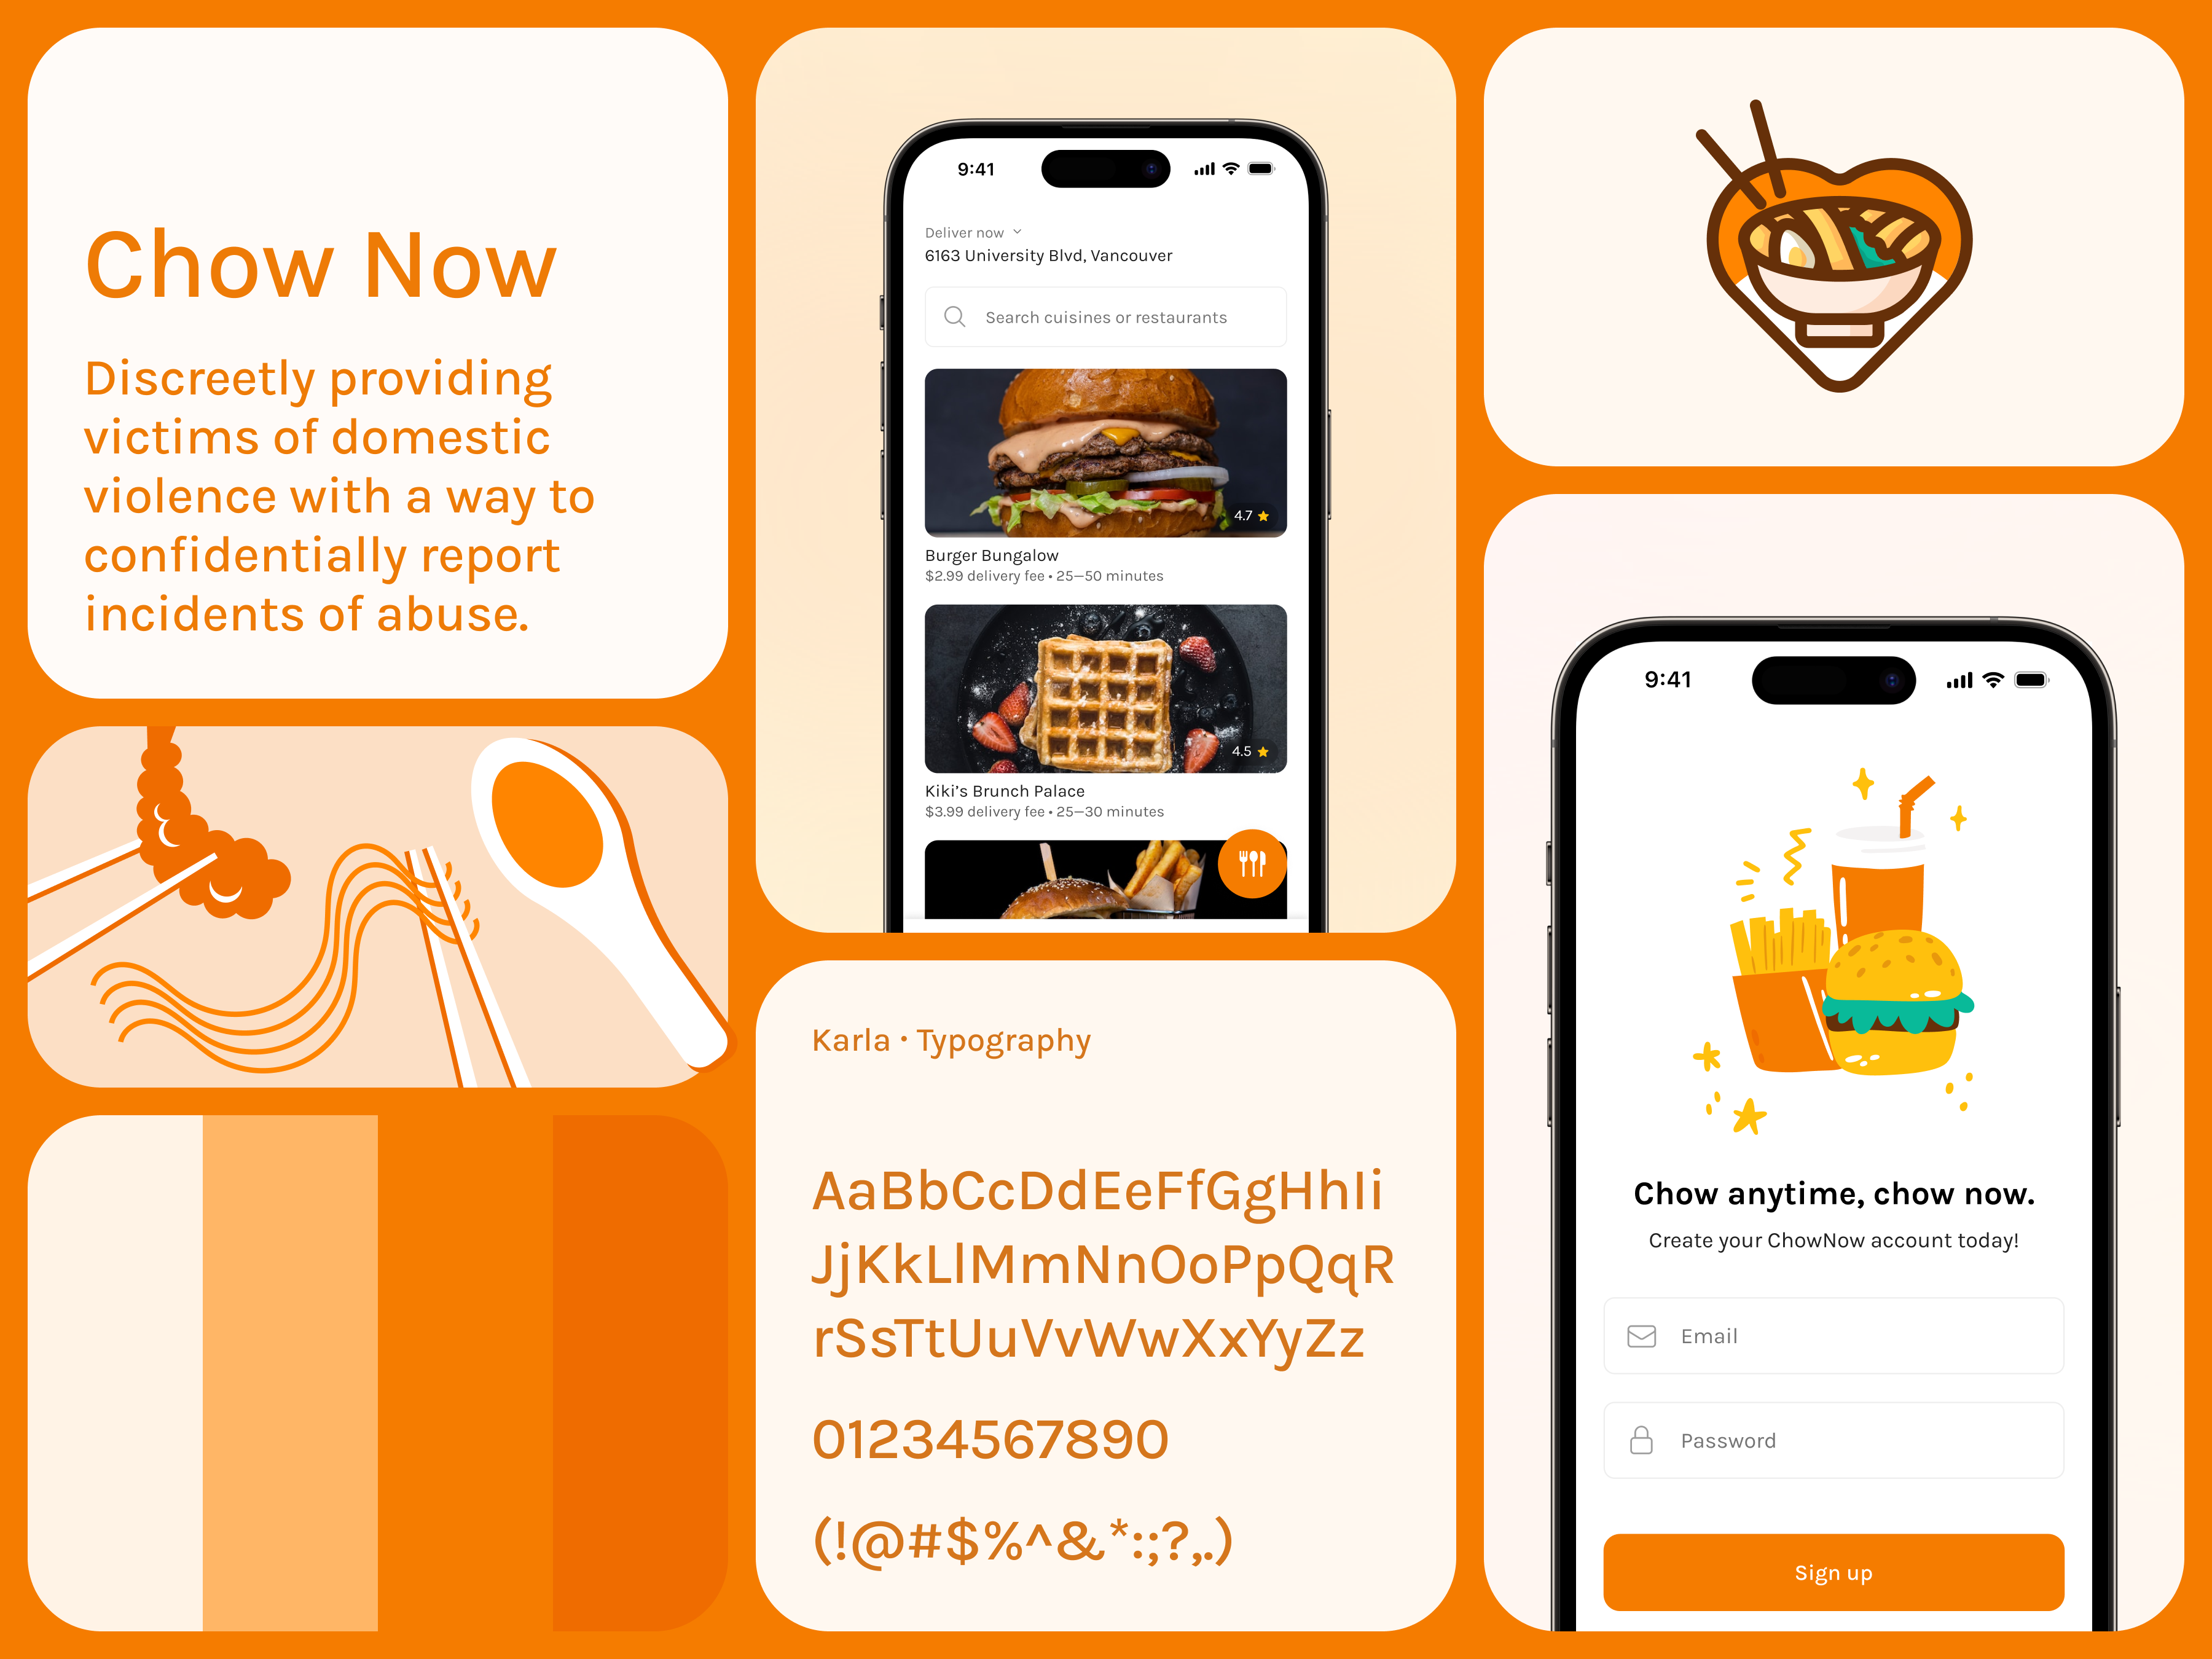 Chow Now
Discreetly providing
victims of domestic
violence with a way to
confidentially report
incidents of abuse.
9:41
Deliver now
6163 University Blvd, Vancouver
Search cuisines or restaurants
4.7
Burger Bungalow
$2.99 delivery fee • 25—50 minutes
4.5
Kiki’s Brunch Palace
$3.99 delivery fee • 25—30 minutes
Karla · Typography
AaBbCcDdEeFfGgHhIi
JjKkLlMmNnOoPpQqR
rSsTtUuVvWwXxYyZz
01234567890
(!@#$%^&*:;?,.)
9:41
Chow anytime, chow now.
Create your ChowNow account today!
Email
Password
Sign up